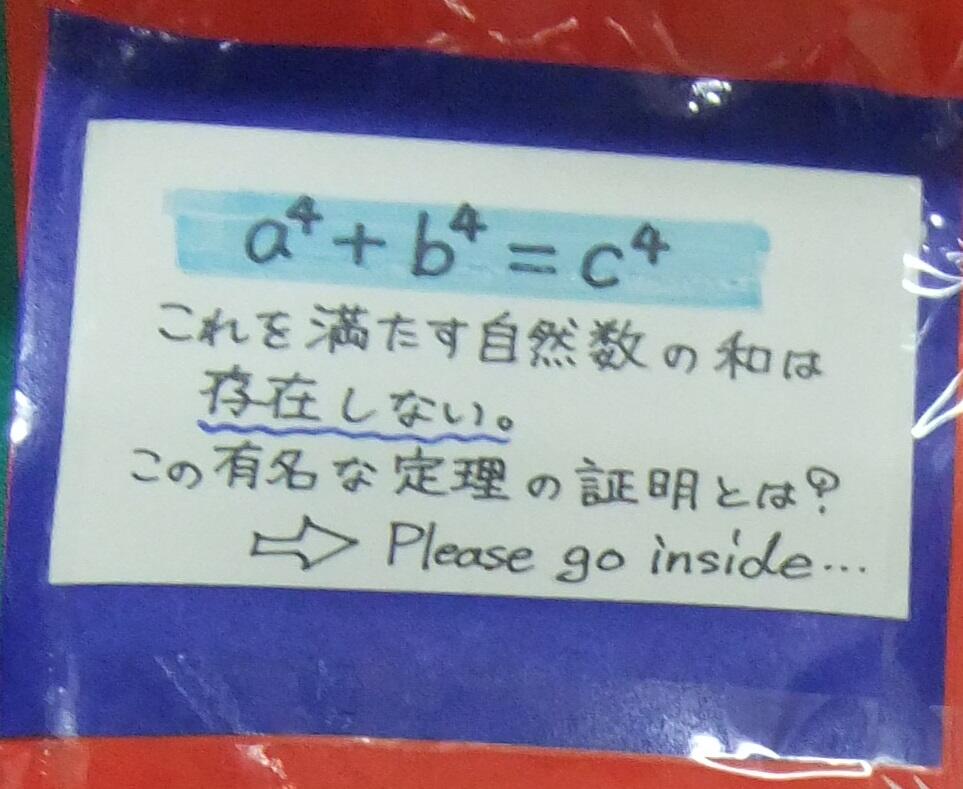 a⁴ + b⁴ = c⁴
これを満たす自然数の和は
存在しない。
この有名な定理の証明とは?
⇨ Please go inside…